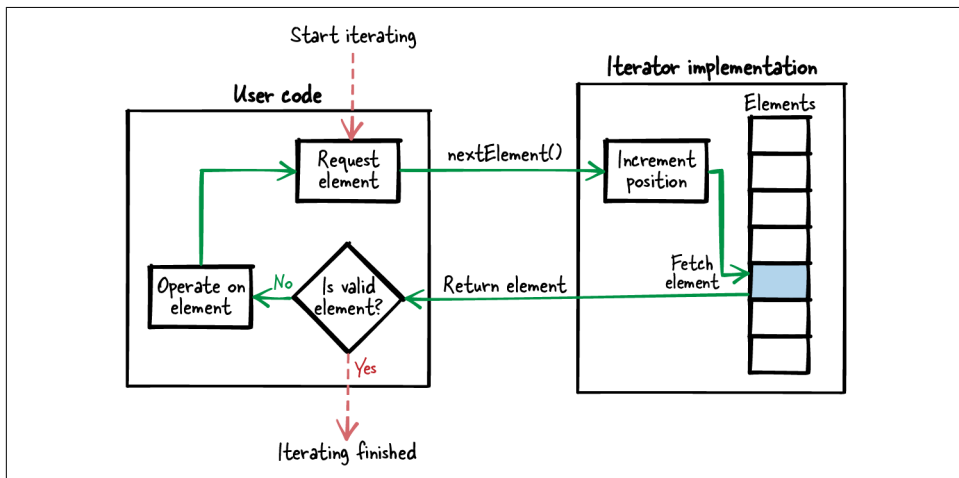 Start iterating
User code
Request
element
nextElement()
Operate on
element
No
Is valid
element?
Return element
Yes
Iterating finished
Iterator implementation
Elements
Increment
position
Fetch
element